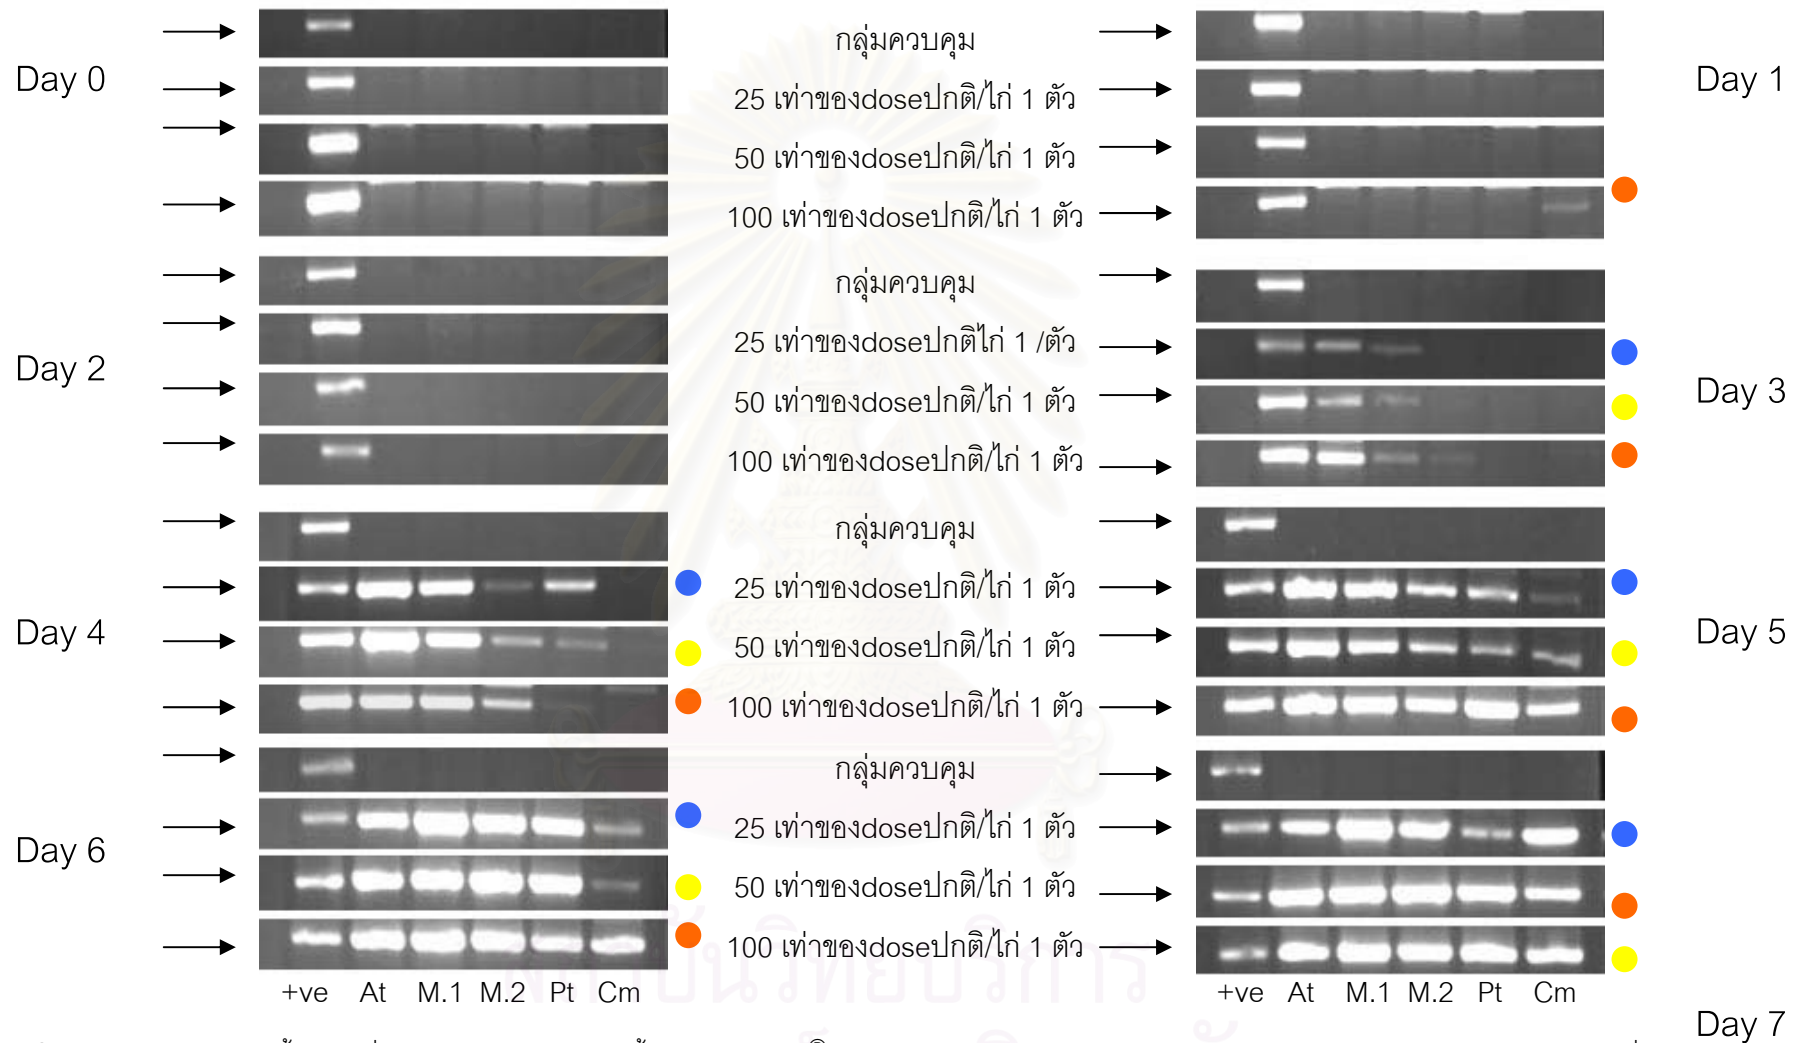 Day 0
กลุ่มควบคุม
25 เท่าของdoseปกติ/ไก่ 1 ตัว
50 เท่าของdoseปกติ/ไก่ 1 ตัว
100 เท่าของdoseปกติ/ไก่ 1 ตัว
Day 1
Day 2
กลุ่มควบคุม
25 เท่าของdoseปกติไก่ 1 /ตัว
50 เท่าของdoseปกติ/ไก่ 1 ตัว
100 เท่าของdoseปกติ/ไก่ 1 ตัว
Day 3
Day 4
กลุ่มควบคุม
25 เท่าของdoseปกติ/ไก่ 1 ตัว
50 เท่าของdoseปกติ/ไก่ 1 ตัว
100 เท่าของdoseปกติ/ไก่ 1 ตัว
Day 5
Day 6
กลุ่มควบคุม
25 เท่าของdoseปกติ/ไก่ 1 ตัว
50 เท่าของdoseปกติ/ไก่ 1 ตัว
100 เท่าของdoseปกติ/ไก่ 1 ตัว
+ve At M.1 M.2 Pt Cm
+ve At M.1 M.2 Pt Cm
Day 7
สถาบันวิทยบริการ